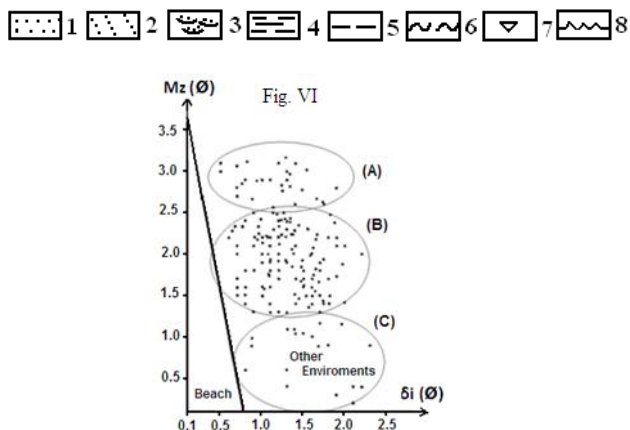 1 2 3 4 5 6 7 8
Mz (Ø)
Fig. VI
3.5
3.0
2.5
2.0
1.5
1.0
0.5
(A)
(B)
(C)
Other
Enviroments
Beach
δi (Ø)
0.1 0.5 1.0 1.5 2.0 2.5